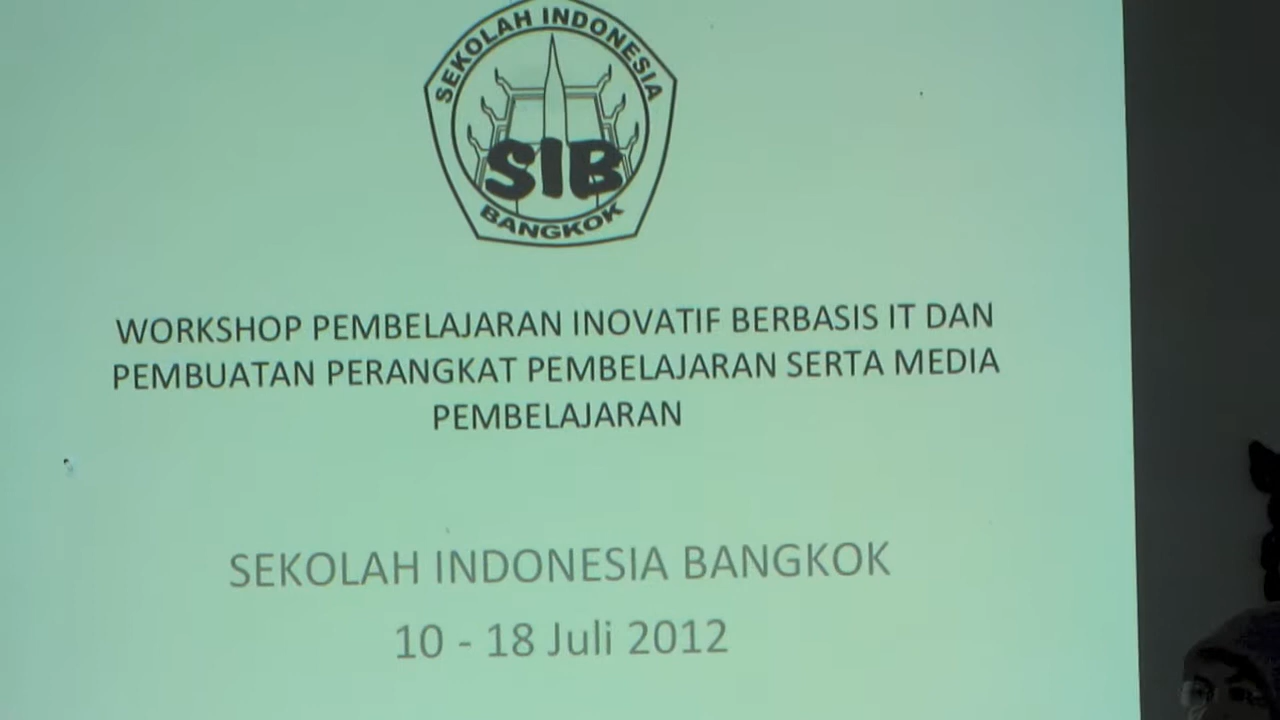 SEKOLAH INDONESIA
SIB
BANGKOK
WORKSHOP PEMBELAJARAN INOVATIF BERBASIS IT DAN
PEMBUATAN PERANGKAT PEMBELAJARAN SERTA MEDIA
PEMBELAJARAN
SEKOLAH INDONESIA BANGKOK
10 - 18 Juli 2012